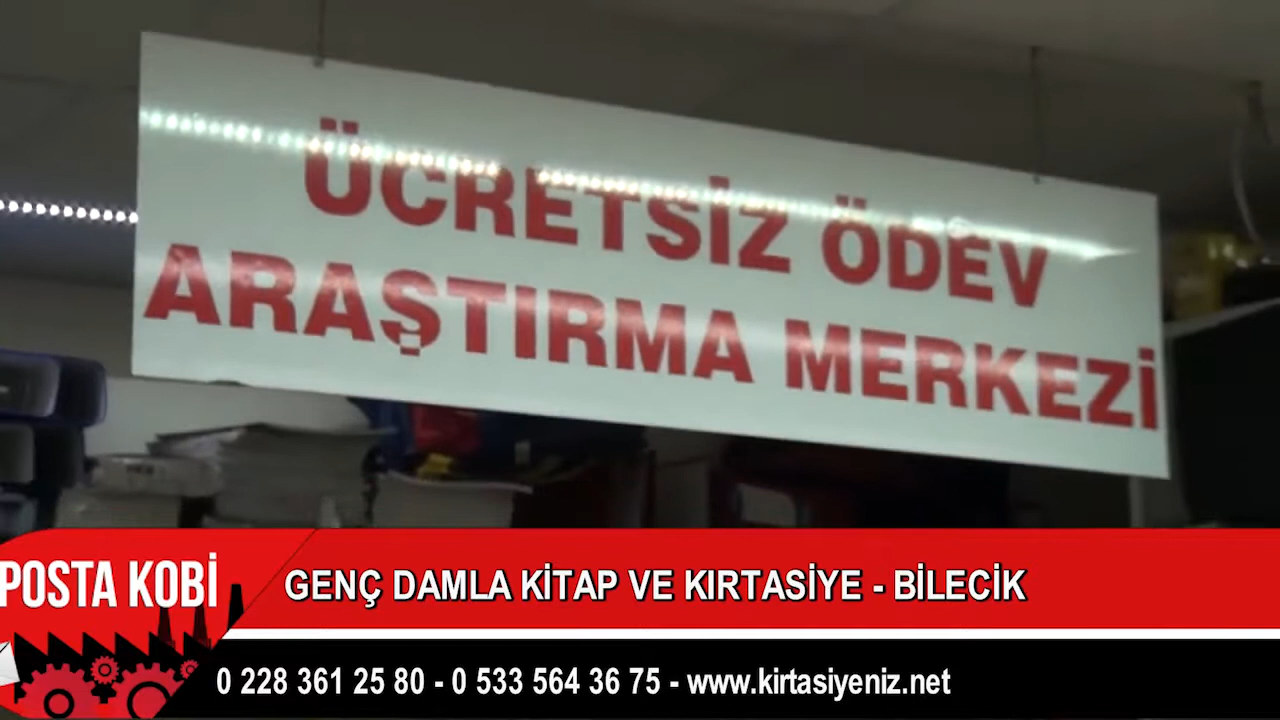 ÜCRETSİZ ÖDEV
ARAŞTIRMA MERKEZİ
POSTA KOBİ
GENÇ DAMLA KİTAP VE KIRTASİYE - BİLECİK
0 228 361 25 80 - 0 533 564 36 75 - www.kirtasiyeniz.net